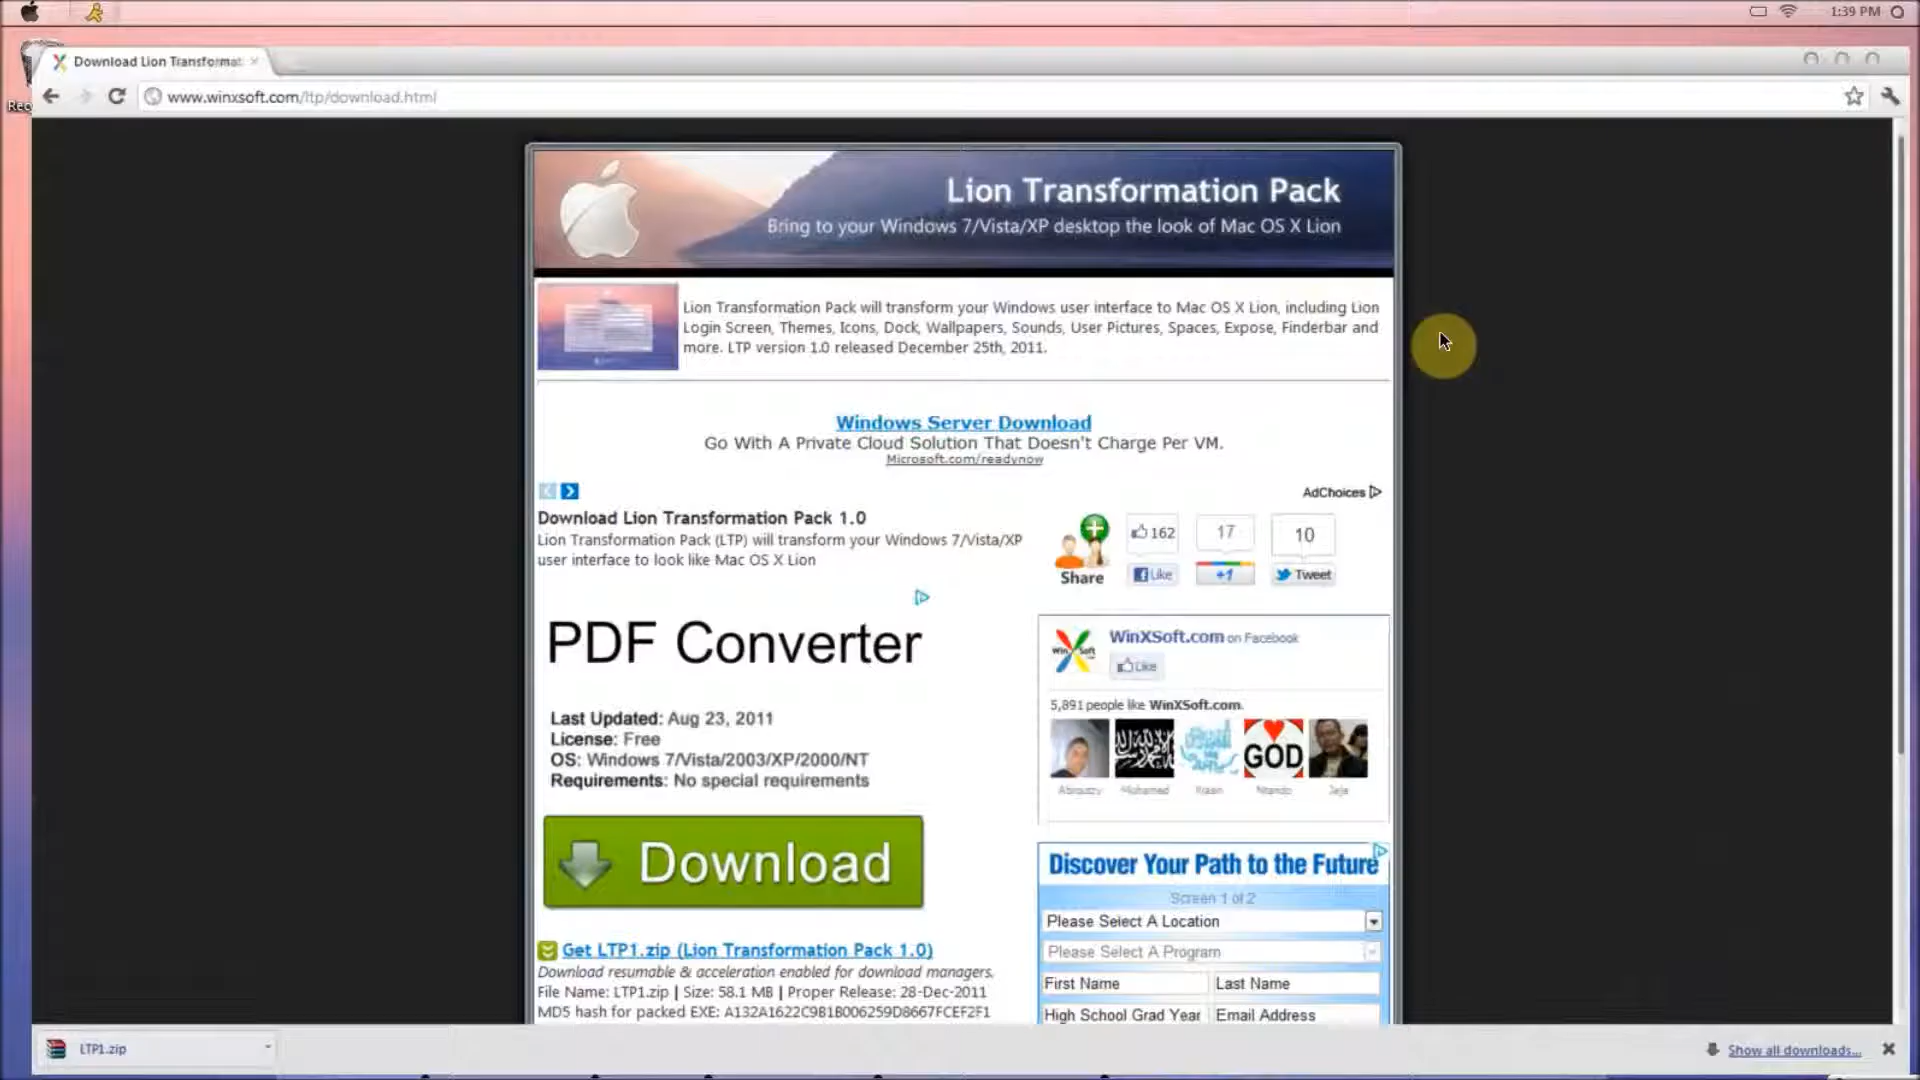 1:39 PM
Download Lion Transformat
www.winxsoft.com/ltp/download.html
Lion Transformation Pack
Bring to your Windows 7/Vista/XP desktop the look of Mac OS X Lion
Lion Transformation Pack will transform your Windows user interface to Mac OS X Lion, including Lion
Login Screen, Themes, Icons, Dock, Wallpapers, Sounds, User Pictures, Spaces, Expose, Finderbar and
more. LTP version 1.0 released December 25th, 2011.
Windows Server Download
Go With A Private Cloud Solution That Doesn't Charge Per VM.
Microsoft.com/readynow
AdChoices
Download Lion Transformation Pack 1.0
Lion Transformation Pack (LTP) will transform your Windows 7/Vista/XP
user interface to look like Mac OS X Lion
Share
162
17
10
Like
+1
Tweet
PDF Converter
Last Updated: Aug 23, 2011
License: Free
OS: Windows 7/Vista/2003/XP/2000/NT
Requirements: No special requirements
Download
WinXSoft.com on Facebook
Like
5,891 people like WinXSoft.com.
GOD
Mohamed
Ntando
Jeje
Get LTP1.zip (Lion Transformation Pack 1.0)
Download resumable & acceleration enabled for download managers.
File Name: LTP1.zip | Size: 58.1 MB | Proper Release: 28-Dec-2011
MD5 hash for packed EXE: A132A1622C9B1B006259D8667FCEF2F1
Discover Your Path to the Future
Screen 1 of 2
Please Select A Location
Please Select A Program
First Name
Last Name
High School Grad Year
Email Address
LTP1.zip
Show all downloads...